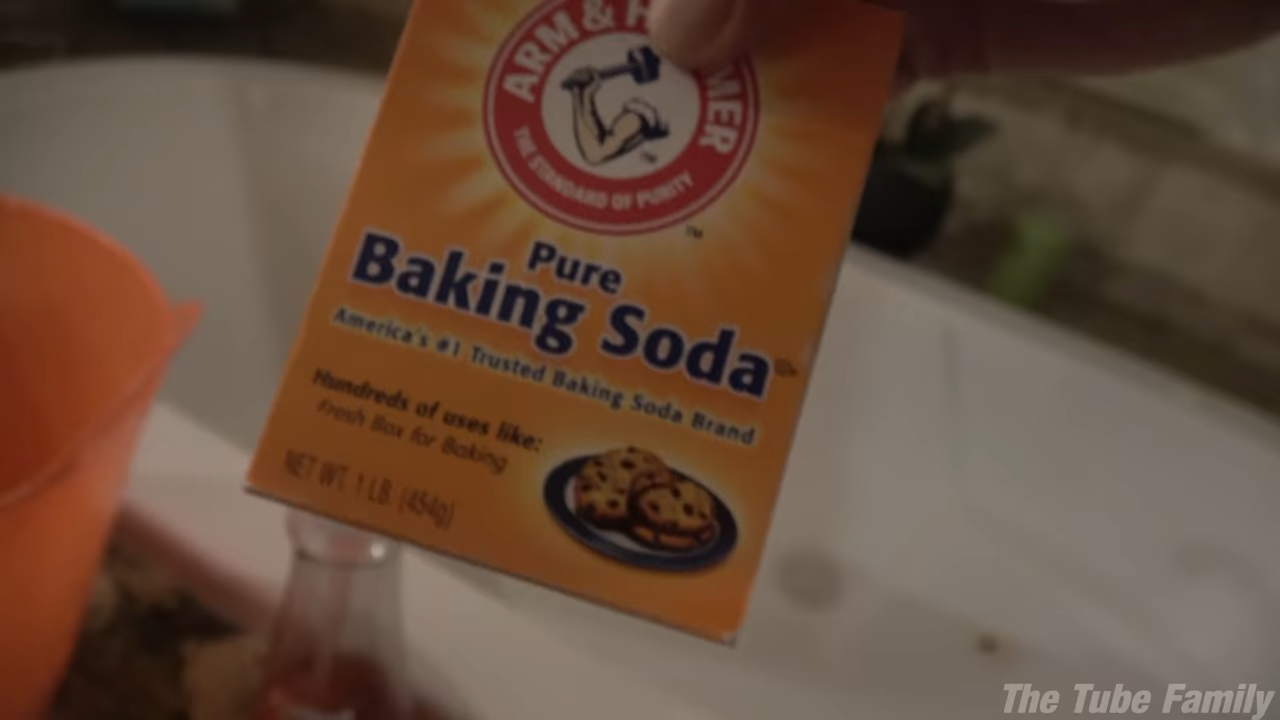 ARM & H MER
THE STANDARD OF PURITY
Pure
Baking Soda
America's #1 Trusted Baking Soda Brand
Hundreds of uses like:
Fresh Box for Baking
NET WT. 1 LB. (454g)
The Tube Family